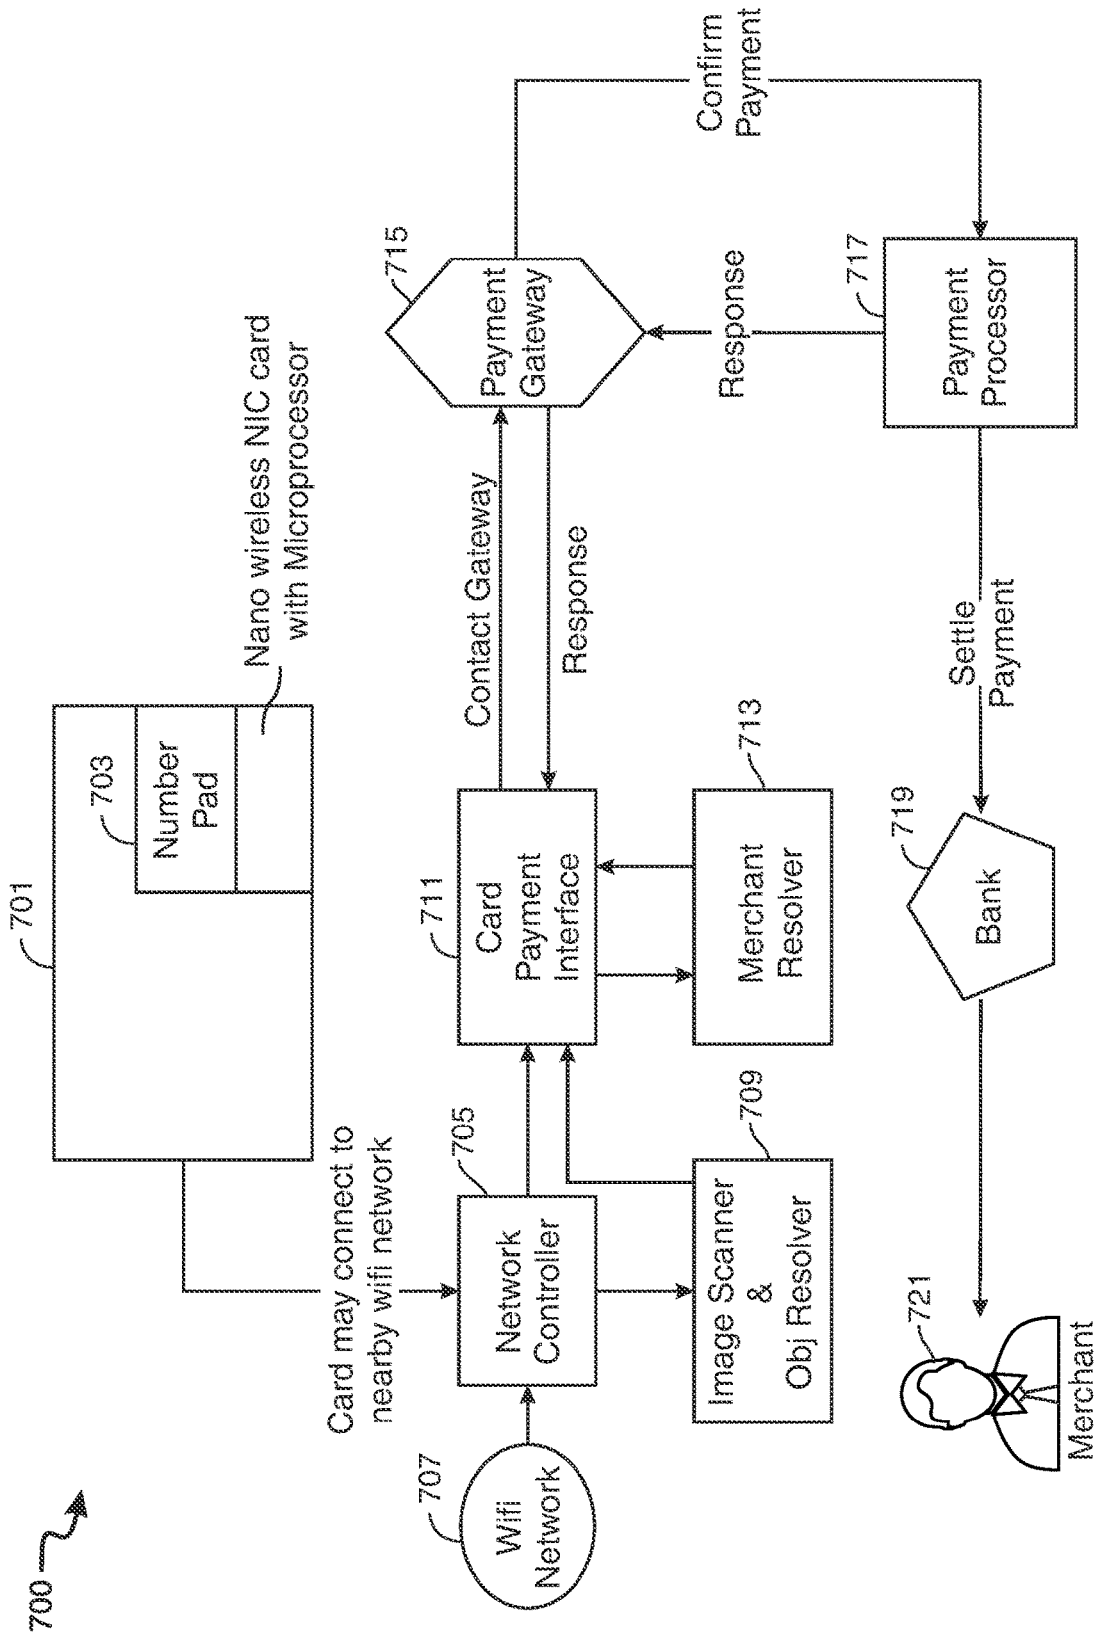 700
701
703
Number
Pad
Nano wireless NIC card
with Microprocessor
Card may connect to
nearby wifi network
707
Wifi
Network
705
Network
Controller
711
Card
Payment
Interface
Contact Gateway
Response
715
Payment
Gateway
Confirm
Payment
709
Image Scanner
&
Obj Resolver
713
Merchant
Resolver
Response
717
Payment
Processor
Settle
Payment
719
Bank
721
Merchant